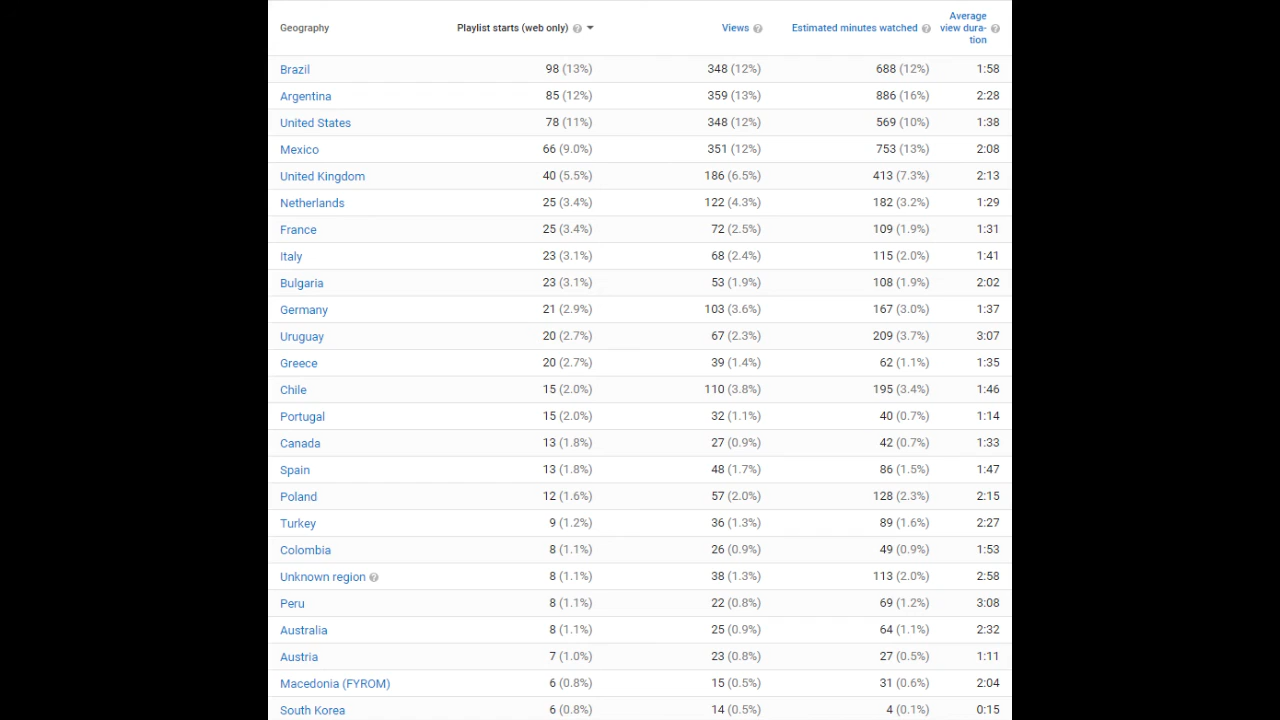 Geography Playlist starts (web only) Views Estimated minutes watched Average view dura-tion
Brazil 98 (13%) 348 (12%) 688 (12%) 1:58
Argentina 85 (12%) 359 (13%) 886 (16%) 2:28
United States 78 (11%) 348 (12%) 569 (10%) 1:38
Mexico 66 (9.0%) 351 (12%) 753 (13%) 2:08
United Kingdom 40 (5.5%) 186 (6.5%) 413 (7.3%) 2:13
Netherlands 25 (3.4%) 122 (4.3%) 182 (3.2%) 1:29
France 25 (3.4%) 72 (2.5%) 109 (1.9%) 1:31
Italy 23 (3.1%) 68 (2.4%) 115 (2.0%) 1:41
Bulgaria 23 (3.1%) 53 (1.9%) 108 (1.9%) 2:02
Germany 21 (2.9%) 103 (3.6%) 167 (3.0%) 1:37
Uruguay 20 (2.7%) 67 (2.3%) 209 (3.7%) 3:07
Greece 20 (2.7%) 39 (1.4%) 62 (1.1%) 1:35
Chile 15 (2.0%) 110 (3.8%) 195 (3.4%) 1:46
Portugal 15 (2.0%) 32 (1.1%) 40 (0.7%) 1:14
Canada 13 (1.8%) 27 (0.9%) 42 (0.7%) 1:33
Spain 13 (1.8%) 48 (1.7%) 86 (1.5%) 1:47
Poland 12 (1.6%) 57 (2.0%) 128 (2.3%) 2:15
Turkey 9 (1.2%) 36 (1.3%) 89 (1.6%) 2:27
Colombia 8 (1.1%) 26 (0.9%) 49 (0.9%) 1:53
Unknown region 8 (1.1%) 38 (1.3%) 113 (2.0%) 2:58
Peru 8 (1.1%) 22 (0.8%) 69 (1.2%) 3:08
Australia 8 (1.1%) 25 (0.9%) 64 (1.1%) 2:32
Austria 7 (1.0%) 23 (0.8%) 27 (0.5%) 1:11
Macedonia (FYROM) 6 (0.8%) 15 (0.5%) 31 (0.6%) 2:04
South Korea 6 (0.8%) 14 (0.5%) 4 (0.1%) 0:15